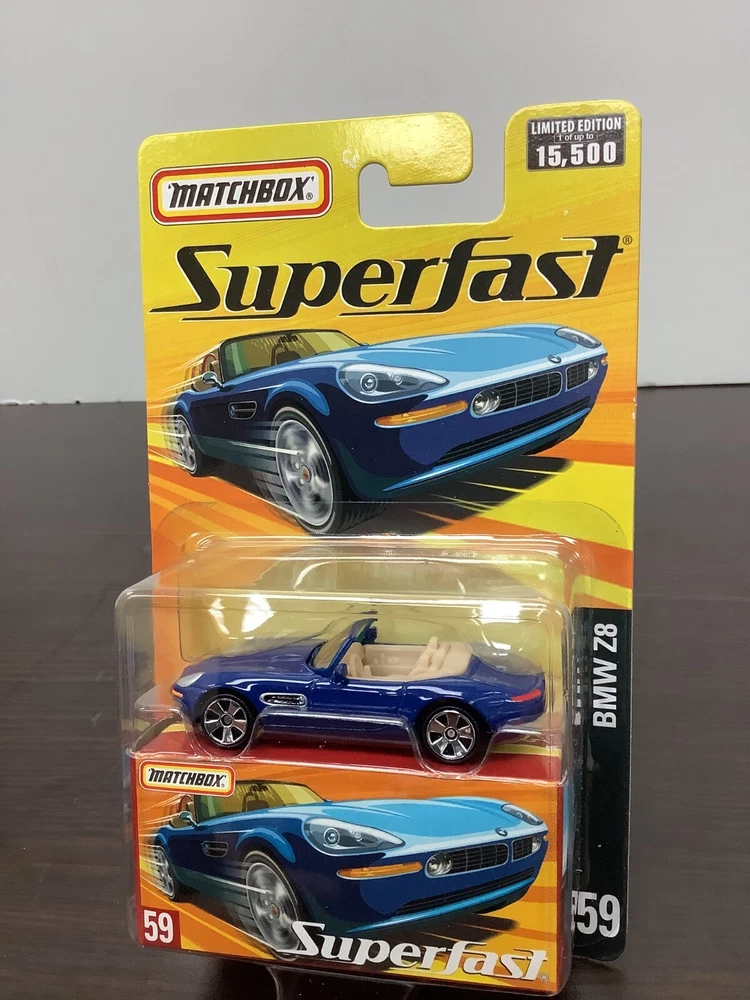 LIMITED EDITION
1 of up to
15,500
MATCHBOX®
Superfast®
BMW Z8
MATCHBOX®
59
59
Superfast®